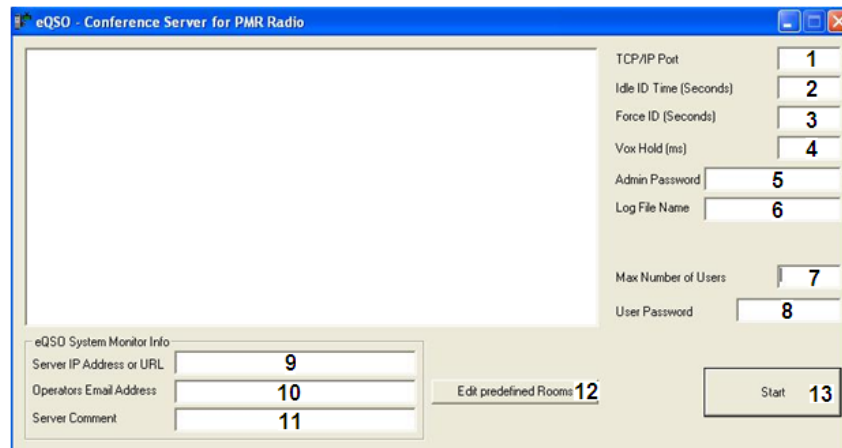 eQSO - Conference Server for PMR Radio
TCP/IP Port 1
Idle ID Time (Seconds) 2
Force ID (Seconds) 3
Vox Hold (ms) 4
Admin Password 5
Log File Name 6
Max Number of Users 7
User Password 8
eQSO System Monitor Info
Server IP Address or URL 9
Operators Email Address 10
Server Comment 11
Edit predefined Rooms 12
Start 13